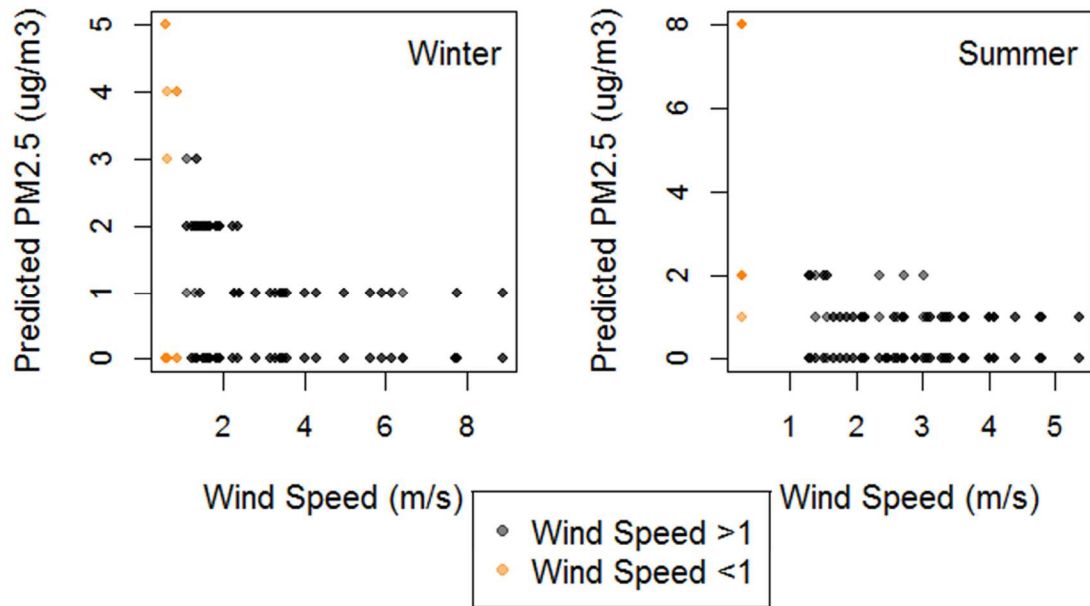 Winter
Predicted PM2.5 (ug/m3)
5
4
3
2
1
0
2 4 6 8
Wind Speed (m/s)
Summer
Predicted PM2.5 (ug/m3)
8
6
4
2
0
1 2 3 4 5
Wind Speed (m/s)
Wind Speed >1
Wind Speed <1